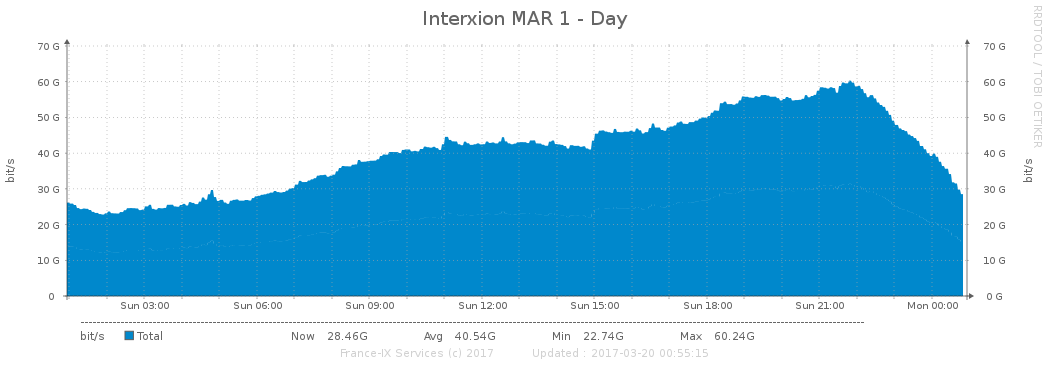 Interxion MAR 1 - Day
RRDTOOL / TOBI OETIKER
70 G 70 G
60 G 60 G
50 G 50 G
40 G 40 G
30 G 30 G
20 G 20 G
10 G 10 G
0 0 G
bit/s bit/s
Sun 03:00 Sun 06:00 Sun 09:00 Sun 12:00 Sun 15:00 Sun 18:00 Sun 21:00 Mon 00:00
bit/s Total Now 28.46G Avg 40.54G Min 22.74G Max 60.24G
France-IX Services (c) 2017 Updated : 2017-03-20 00:55:15